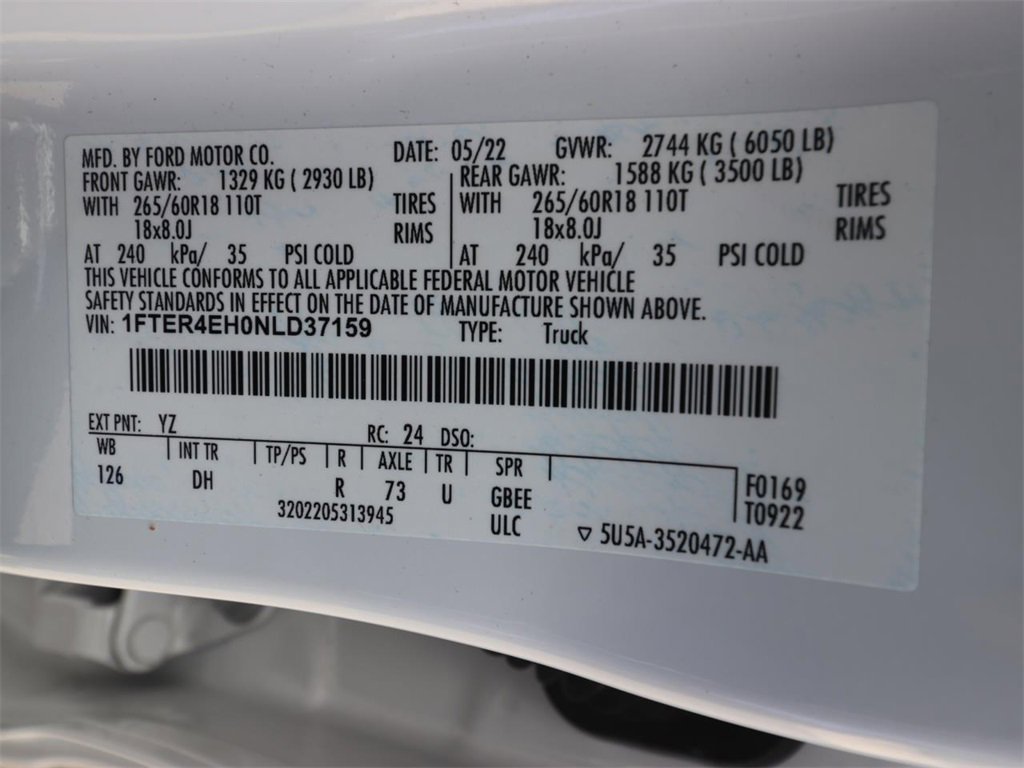 MFD. BY FORD MOTOR CO. DATE: 05/22 GVWR: 2744 KG ( 6050 LB)
FRONT GAWR: 1329 KG ( 2930 LB) REAR GAWR: 1588 KG ( 3500 LB)
WITH 265/60R18 110T TIRES WITH 265/60R18 110T TIRES
18x8.0J RIMS 18x8.0J RIMS
AT 240 kPa/ 35 PSI COLD AT 240 kPa/ 35 PSI COLD
THIS VEHICLE CONFORMS TO ALL APPLICABLE FEDERAL MOTOR VEHICLE
SAFETY STANDARDS IN EFFECT ON THE DATE OF MANUFACTURE SHOWN ABOVE.
VIN: 1FTER4EH0NLD37159 TYPE: Truck
EXT PNT: YZ RC: 24 DSO:
WB INT TR TP/PS R AXLE TR SPR
126 DH R 73 U GBEE F0169
3202205313945 ULC T0922
5U5A-3520472-AA